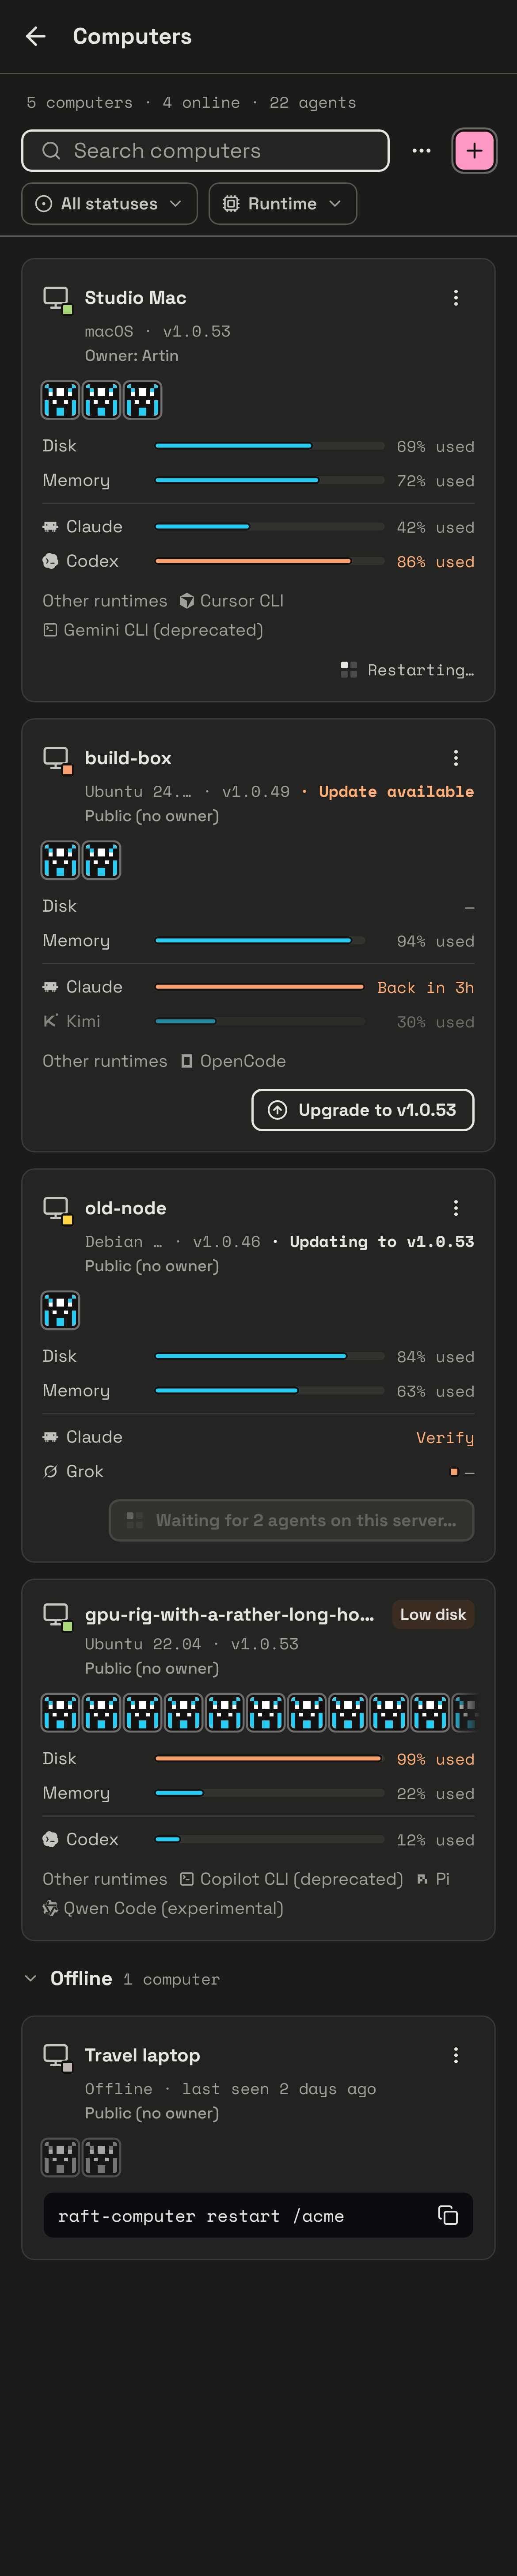 Computers
5 computers · 4 online · 22 agents
Search computers
All statuses
Runtime
Studio Mac
macOS · v1.0.53
Owner: Artin
Disk 69% used
Memory 72% used
Claude 42% used
Codex 86% used
Other runtimes Cursor CLI
Gemini CLI (deprecated)
Restarting…
build-box
Ubuntu 24.… · v1.0.49 · Update available
Public (no owner)
Disk –
Memory 94% used
Claude Back in 3h
Kimi 30% used
Other runtimes OpenCode
Upgrade to v1.0.53
old-node
Debian … · v1.0.46 · Updating to v1.0.53
Public (no owner)
Disk 84% used
Memory 63% used
Claude Verify
Grok –
Waiting for 2 agents on this server…
gpu-rig-with-a-rather-long-ho… Low disk
Ubuntu 22.04 · v1.0.53
Public (no owner)
Disk 99% used
Memory 22% used
Codex 12% used
Other runtimes Copilot CLI (deprecated) Pi
Qwen Code (experimental)
Offline 1 computer
Travel laptop
Offline · last seen 2 days ago
Public (no owner)
raft-computer restart /acme